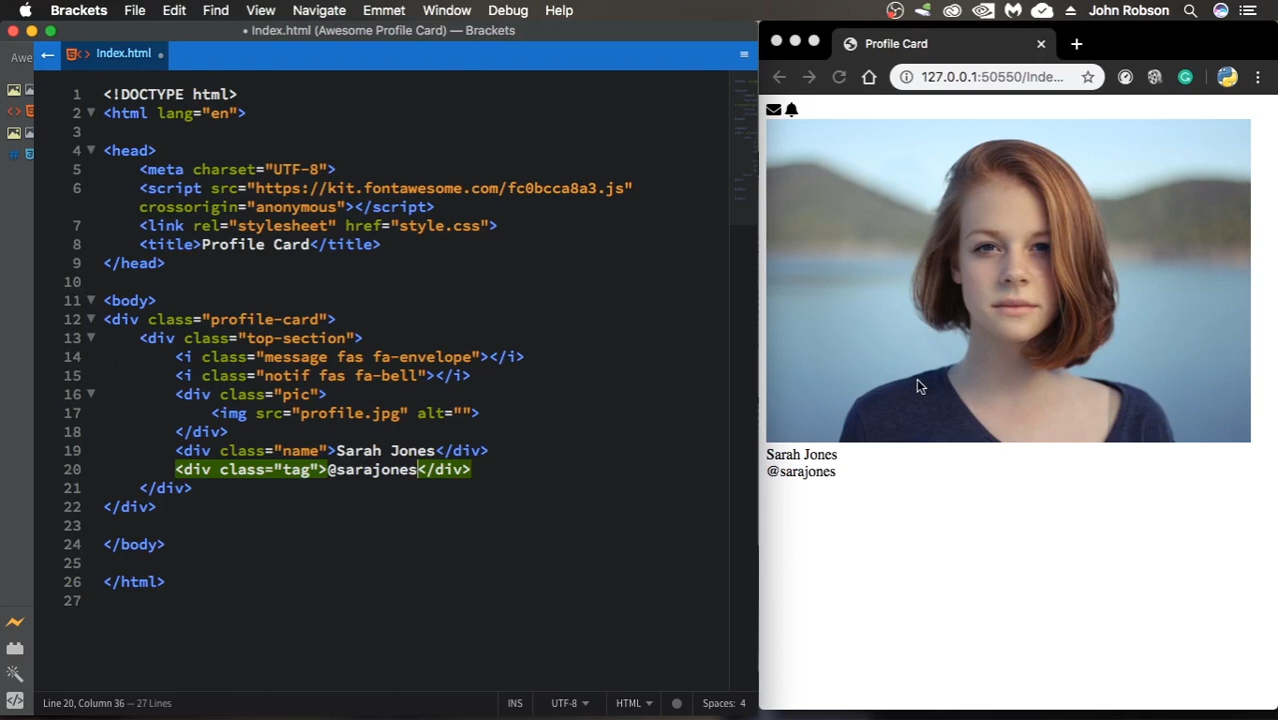 Brackets File Edit Find View Navigate Emmet Window Debug Help John Robson
• Index.html (Awesome Profile Card) — Brackets
Awe
Index.html
1 <!DOCTYPE html>
2 <html lang="en">
3
4 <head>
5 <meta charset="UTF-8">
6 <script src="https://kit.fontawesome.com/fc0bcca8a3.js"
crossorigin="anonymous"></script>
7 <link rel="stylesheet" href="style.css">
8 <title>Profile Card</title>
9 </head>
10
11 <body>
12 <div class="profile-card">
13 <div class="top-section">
14 <i class="message fas fa-envelope"></i>
15 <i class="notif fas fa-bell"></i>
16 <div class="pic">
17 <img src="profile.jpg" alt="">
18 </div>
19 <div class="name">Sarah Jones</div>
20 <div class="tag">@sarajones</div>
21 </div>
22 </div>
23
24 </body>
25
26 </html>
27
Line 20, Column 36 — 27 Lines INS UTF-8 HTML Spaces: 4
Profile Card
127.0.0.1:50550/Inde...
Sarah Jones
@sarajones